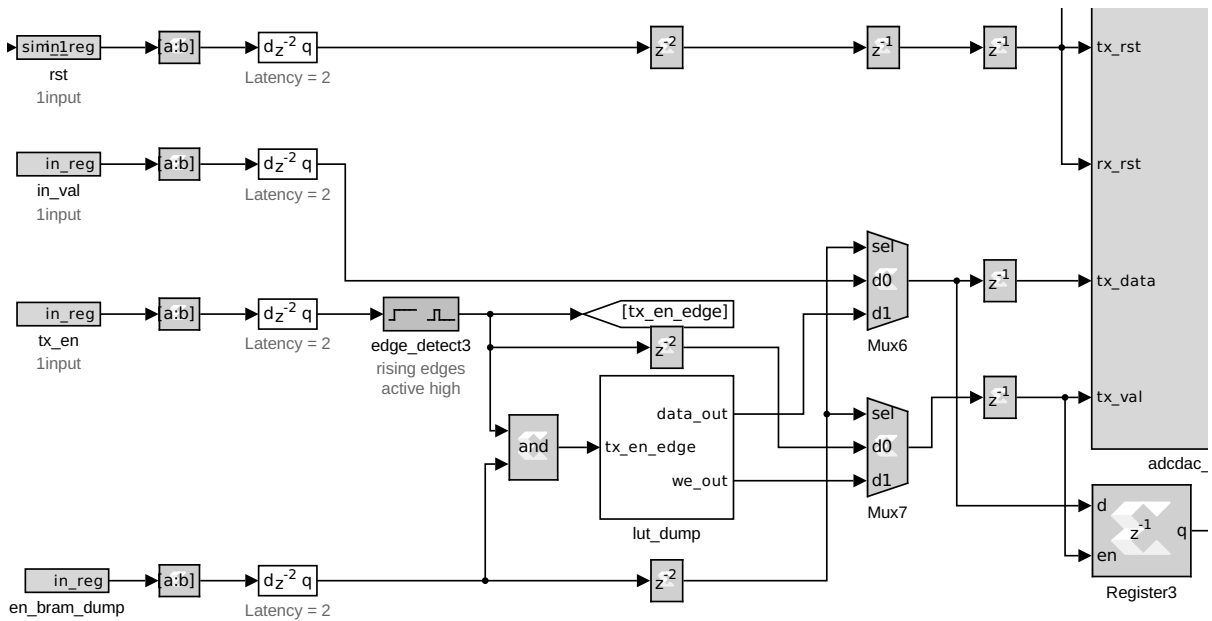 [a:b] dz⁻² q z⁻² z⁻¹ z⁻¹ tx_rst
rst Latency = 2
1input
in_reg [a:b] dz⁻² q rx_rst
in_val Latency = 2
1input
sel
d0 z⁻¹ tx_data
in_reg [a:b] dz⁻² q [tx_en_edge] d1
tx_en Latency = 2 edge_detect3 z⁻² Mux6
1input rising edges
active high
z⁻¹ tx_val
data_out sel
and tx_en_edge d0
we_out d1 adcdac_
Mux7 d
lut_dump z⁻¹ q
en
in_reg [a:b] dz⁻² q z⁻²
en_bram_dump Latency = 2 Register3